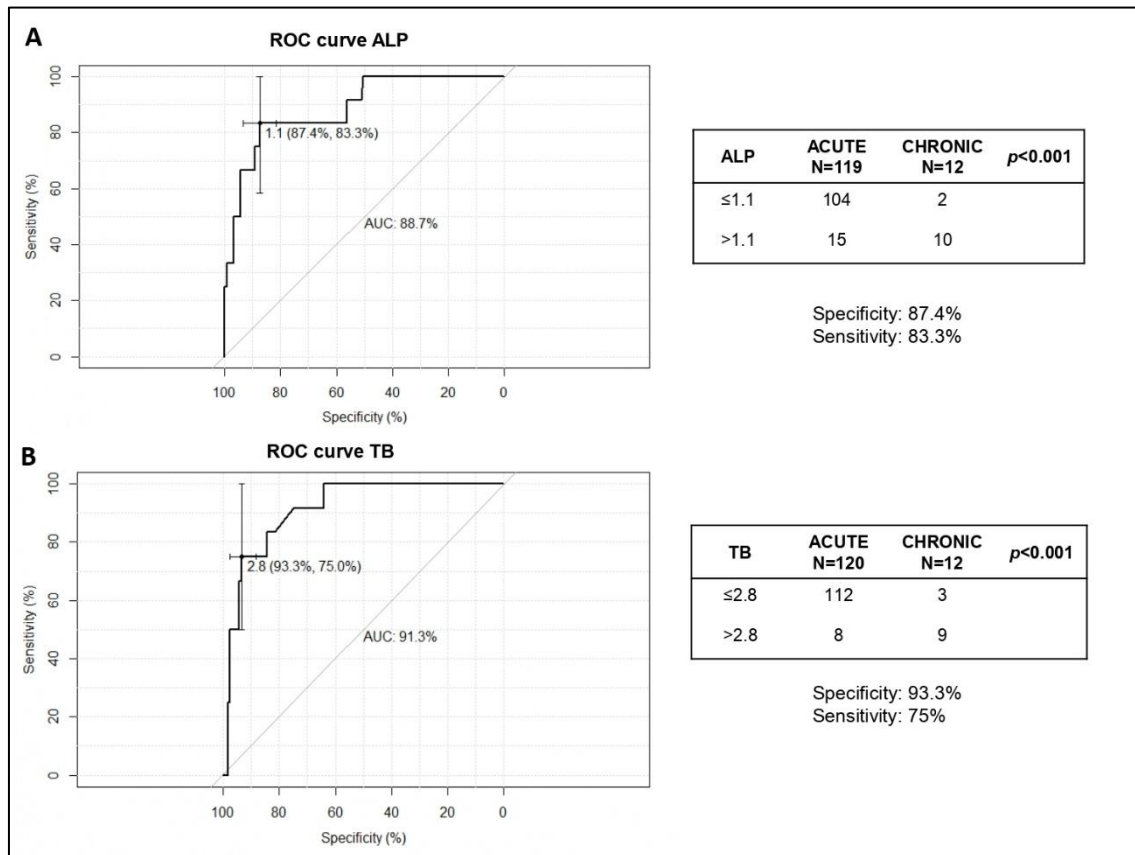 A
ROC curve ALP
Sensitivity (%)
100
80
60
40
20
0
1.1 (87.4%, 83.3%)
AUC: 88.7%
100 80 60 40 20 0
Specificity (%)
ALP ACUTE N=119 CHRONIC N=12 p<0.001
≤1.1 104 2
>1.1 15 10
Specificity: 87.4%
Sensitivity: 83.3%
B
ROC curve TB
Sensitivity (%)
100
80
60
40
20
0
2.8 (93.3%, 75.0%)
AUC: 91.3%
100 80 60 40 20 0
Specificity (%)
TB ACUTE N=120 CHRONIC N=12 p<0.001
≤2.8 112 3
>2.8 8 9
Specificity: 93.3%
Sensitivity: 75%